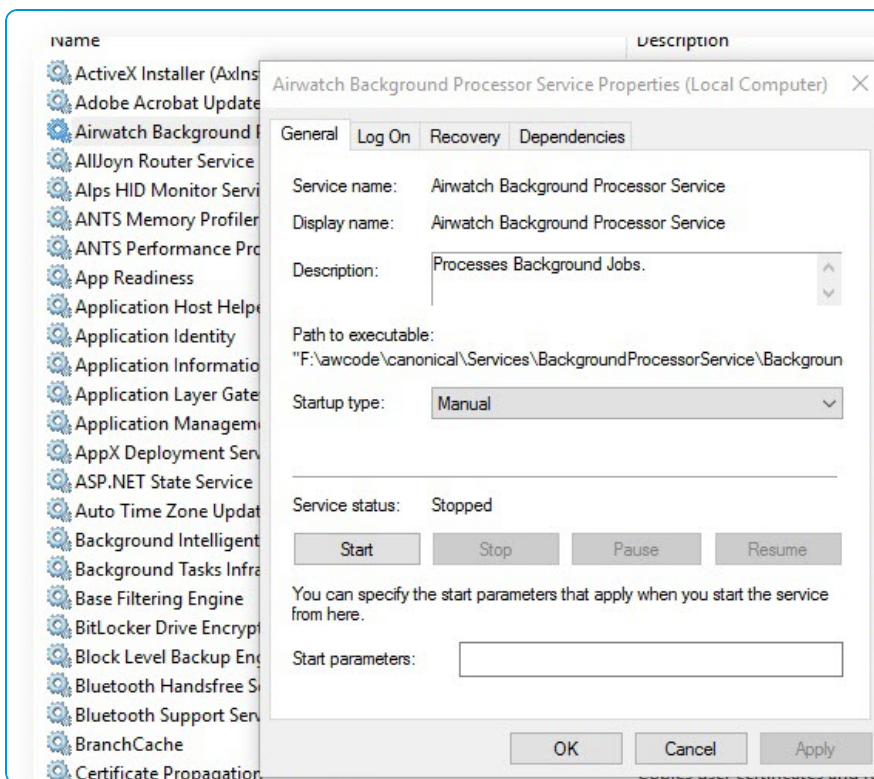 Name
Description
ActiveX Installer (AxIns
Adobe Acrobat Update
Airwatch Background
AllJoyn Router Service
Alps HID Monitor Servi
ANTS Memory Profiler
ANTS Performance Pro
App Readiness
Application Host Helpe
Application Identity
Application Informatio
Application Layer Gate
Application Managem
AppX Deployment Serv
ASP.NET State Service
Auto Time Zone Updat
Background Intelligent
Background Tasks Infra
Base Filtering Engine
BitLocker Drive Encrypt
Block Level Backup Eng
Bluetooth Handsfree Se
Bluetooth Support Serv
BranchCache
Certificate Propagation
Airwatch Background Processor Service Properties (Local Computer)
General
Log On
Recovery
Dependencies
Service name: Airwatch Background Processor Service
Display name: Airwatch Background Processor Service
Description: Processes Background Jobs.
Path to executable:
"F:\awcode\canonical\Services\BackgroundProcessorService\Backgroun
Startup type: Manual
Service status: Stopped
Start
Stop
Pause
Resume
You can specify the start parameters that apply when you start the service
from here.
Start parameters:
OK
Cancel
Apply